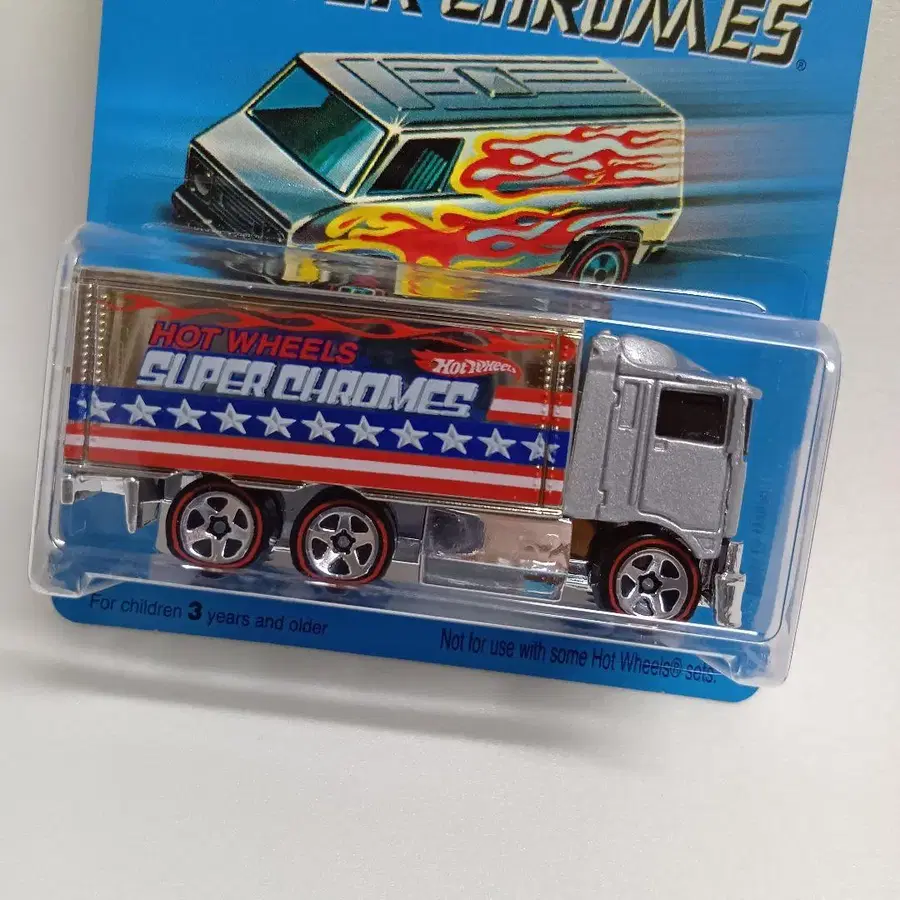 CHROMES®
HOT WHEELS
SUPER CHROMES
Hot Wheels
For children 3 years and older
Not for use with some Hot Wheels® sets.